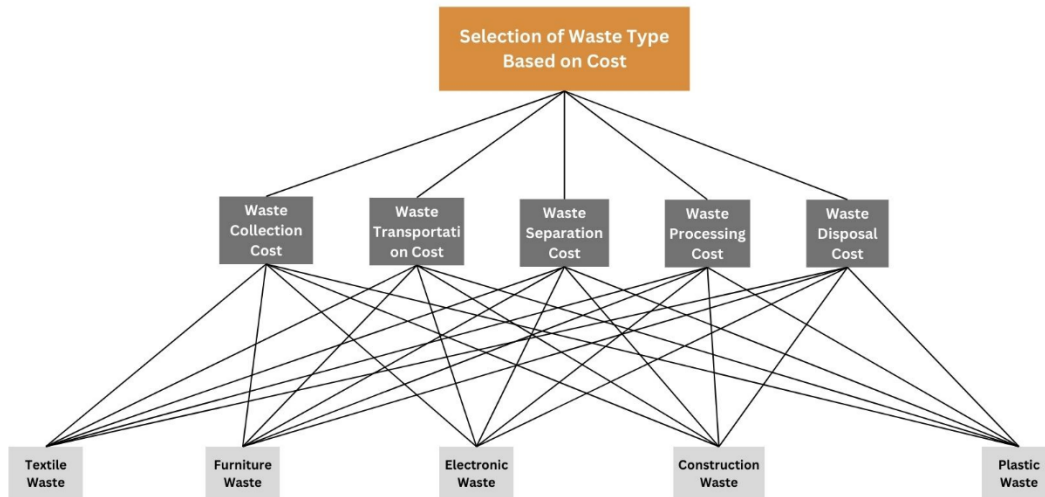 Selection of Waste Type
Based on Cost
Waste
Collection
Cost
Waste
Transportati
on Cost
Waste
Separation
Cost
Waste
Processing
Cost
Waste
Disposal
Cost
Textile
Waste
Furniture
Waste
Electronic
Waste
Construction
Waste
Plastic
Waste